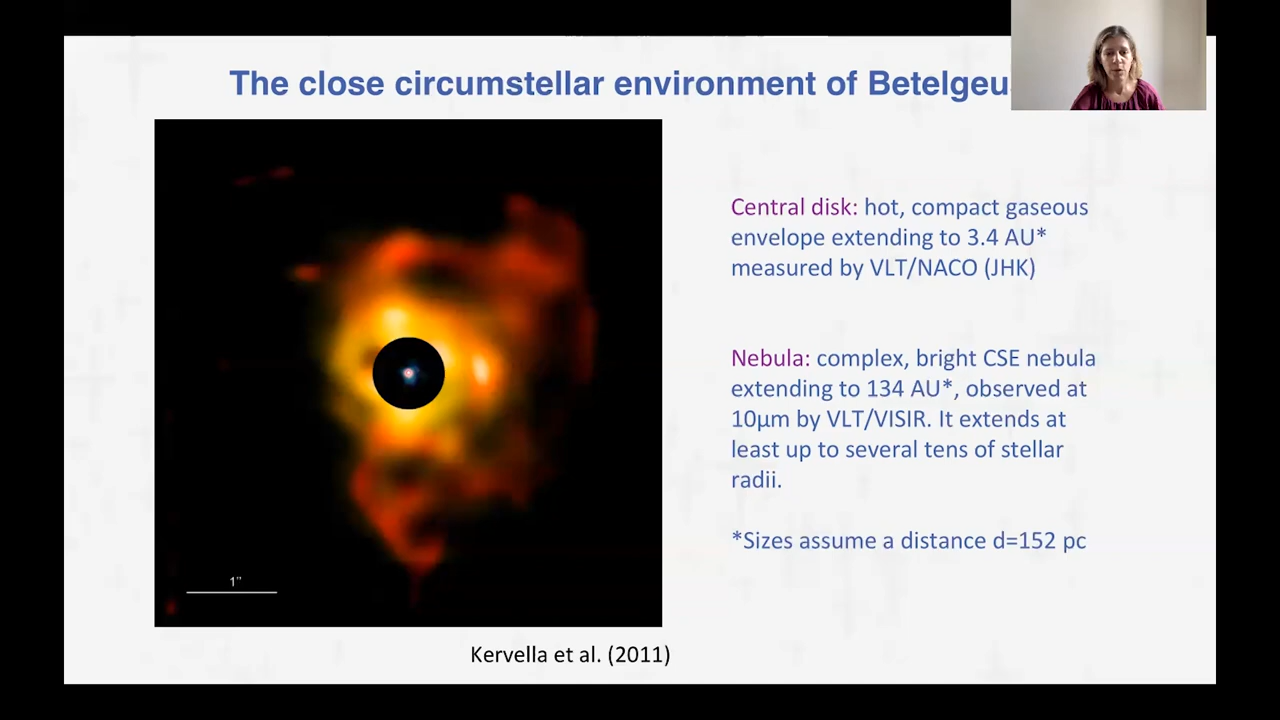 The close circumstellar environment of
Central disk: hot, compact gaseous
envelope extending to 3.4 AU*
measured by VLT/NACO (JHK)
Nebula: complex, bright CSE nebula
extending to 134 AU*, observed at
10µm by VLT/VISIR. It extends at
least up to several tens of stellar
radii.
*Sizes assume a distance d=152 pc
1”
Kervella et al. (2011)